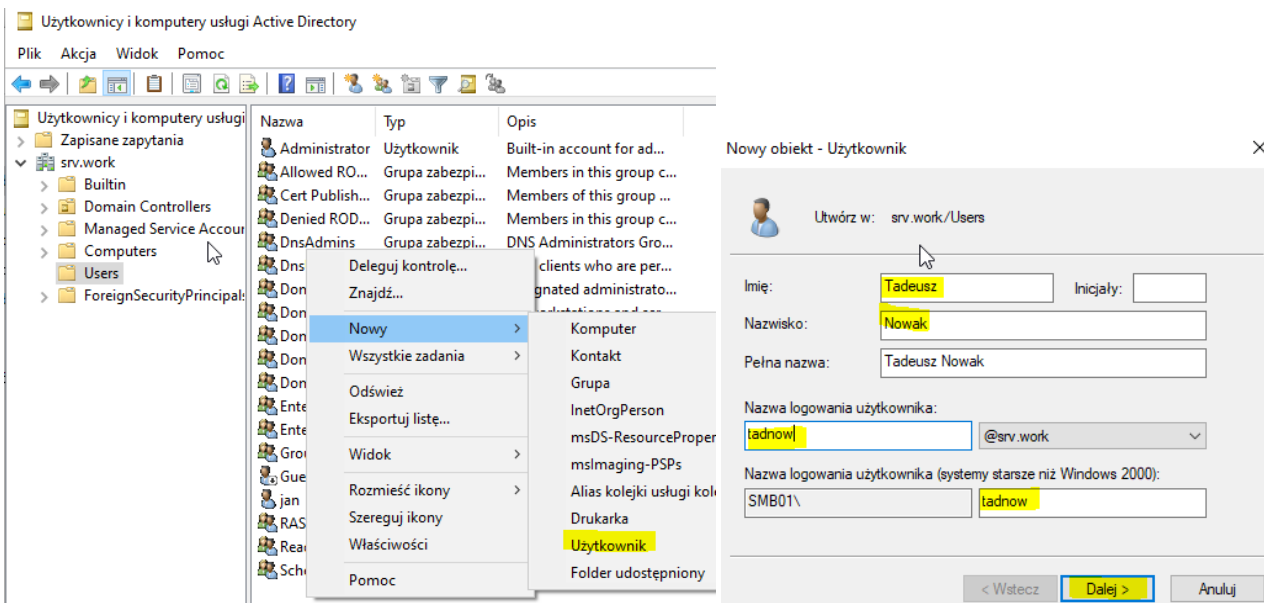 Użytkownicy i komputery usługi Active Directory
Plik Akcja Widok Pomoc
Użytkownicy i komputery usługi
Zapisane zapytania
srv.work
Builtin
Domain Controllers
Managed Service Accour
Computers
Users
ForeignSecurityPrincipal:
Nazwa Typ Opis
Administrator Użytkownik Built-in account for ad...
Allowed RO... Grupa zabezpi... Members in this group c...
Cert Publish... Grupa zabezpi... Members of this group ...
Denied ROD... Grupa zabezpi... Members in this group c...
DnsAdmins Grupa zabezpi... DNS Administrators Gro...
Dns clients who are per...
Don gnated administrato...
Don
Don
Don
Don
Ente
Ente
Grou
Gue
jan
RAS
Read
Sche
Deleguj kontrolę...
Znajdź...
Nowy
Wszystkie zadania
Odśwież
Eksportuj listę...
Widok
Rozmieść ikony
Szereguj ikony
Właściwości
Pomoc
Komputer
Kontakt
Grupa
InetOrgPerson
msDS-ResourceProper
msImaging-PSPs
Alias kolejki usługi kole
Drukarka
Użytkownik
Folder udostępniony
Nowy obiekt - Użytkownik
Utwórz w: srv.work/Users
Imię: Tadeusz Inicjały:
Nazwisko: Nowak
Pełna nazwa: Tadeusz Nowak
Nazwa logowania użytkownika:
tadnow @srv.work
Nazwa logowania użytkownika (systemy starsze niż Windows 2000):
SMB01\ tadnow
< Wstecz Dalej > Anuluj